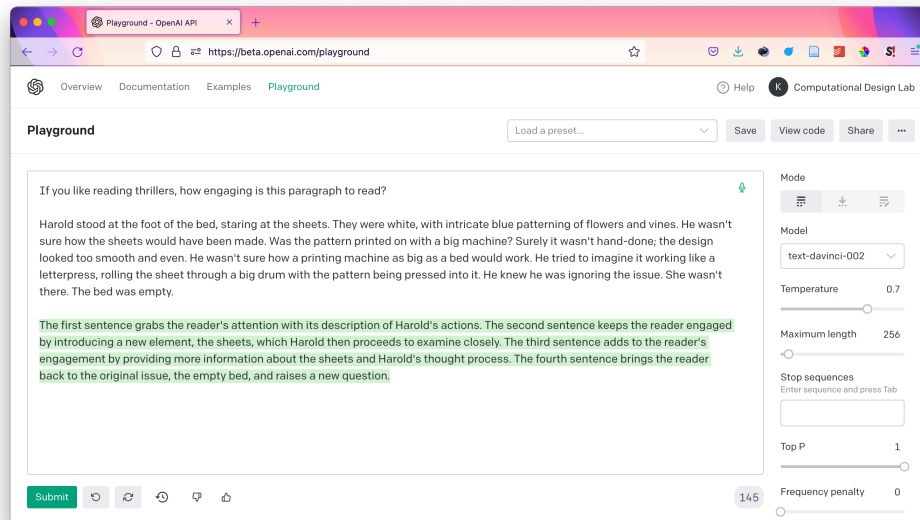 Playground - OpenAI API
https://beta.openai.com/playground
Overview Documentation Examples Playground
Help K Computational Design Lab
Playground
Load a preset... Save View code Share
If you like reading thrillers, how engaging is this paragraph to read?
Harold stood at the foot of the bed, staring at the sheets. They were white, with intricate blue patterning of flowers and vines. He wasn't
sure how the sheets would have been made. Was the pattern printed on with a big machine? Surely it wasn't hand-done; the design
looked too smooth and even. He wasn't sure how a printing machine as big as a bed would work. He tried to imagine it working like a
letterpress, rolling the sheet through a big drum with the pattern being pressed into it. He knew he was ignoring the issue. She wasn't
there. The bed was empty.
The first sentence grabs the reader's attention with its description of Harold's actions. The second sentence keeps the reader engaged
by introducing a new element, the sheets, which Harold then proceeds to examine closely. The third sentence adds to the reader's
engagement by providing more information about the sheets and Harold's thought process. The fourth sentence brings the reader
back to the original issue, the empty bed, and raises a new question.
Submit
145
Mode
Model
text-davinci-002
Temperature 0.7
Maximum length 256
Stop sequences
Enter sequence and press Tab
Top P 1
Frequency penalty 0